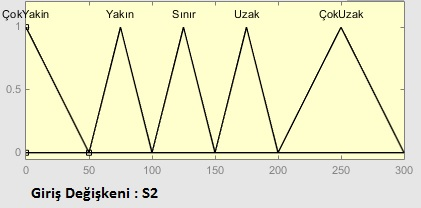 ÇokYakin Yakın Sınır Uzak ÇokUzak
1
0.5
0
0 50 100 150 200 250 300
Giriş Değişkeni : S2